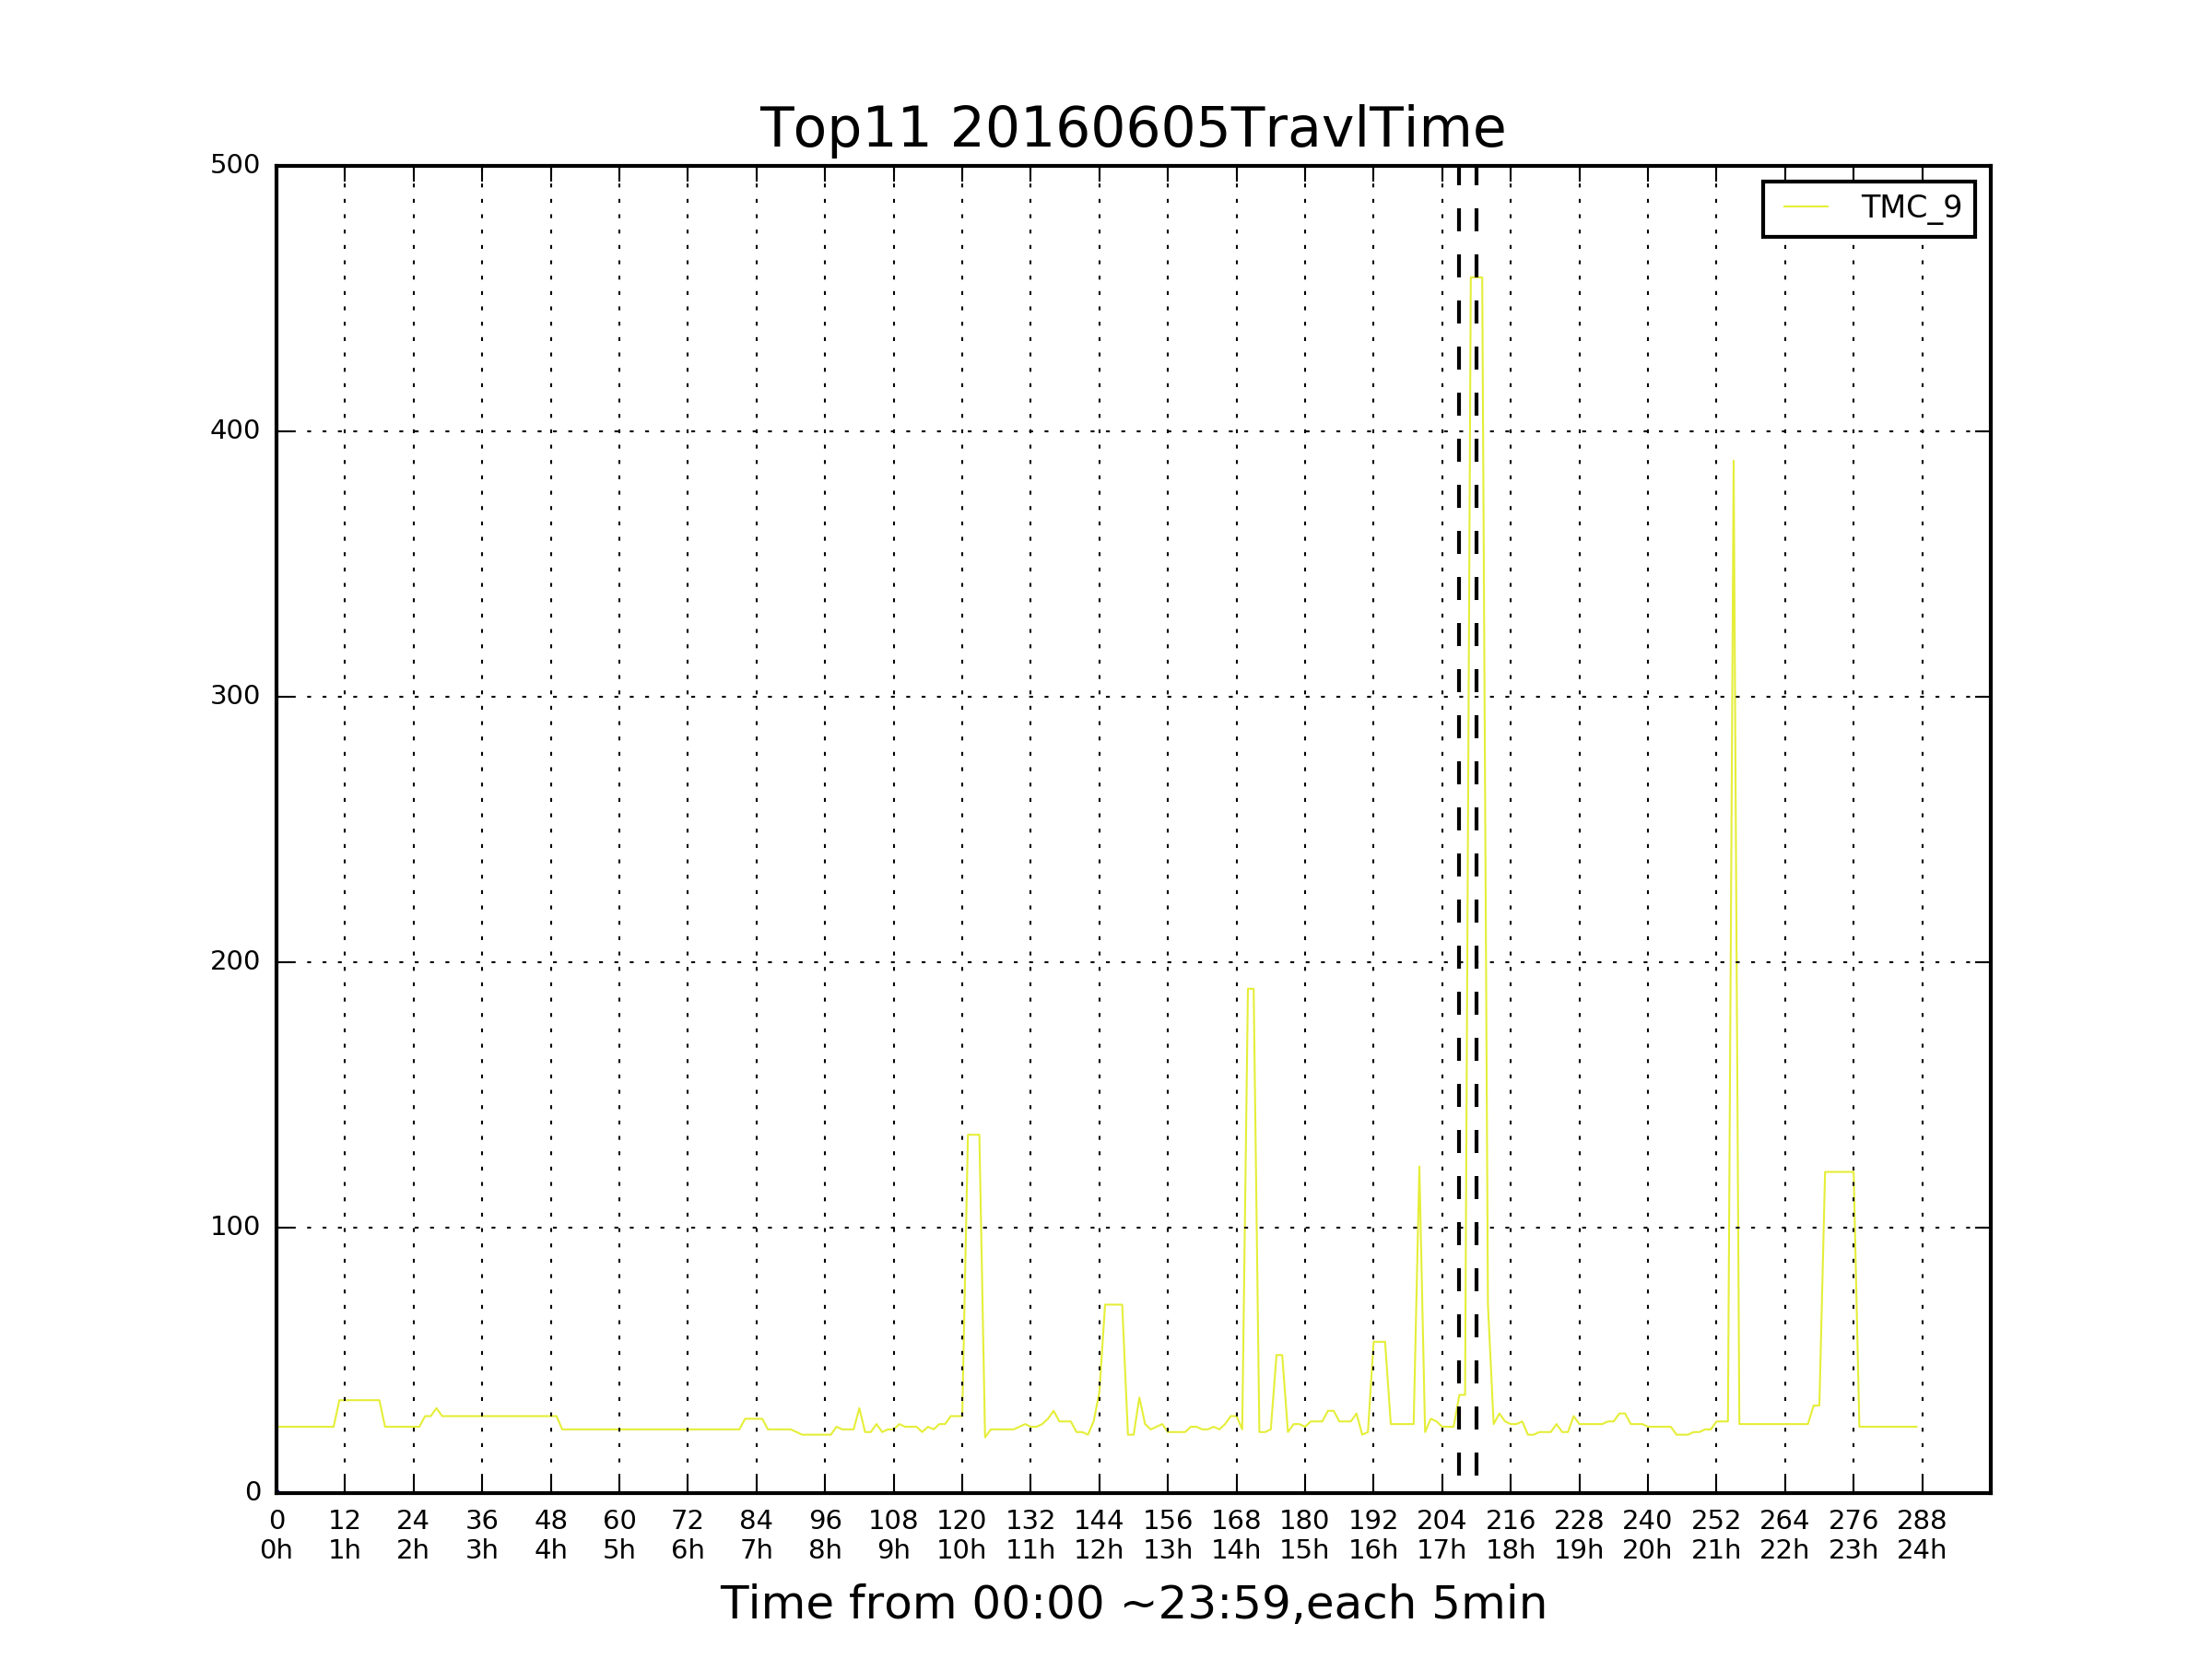 Top11 20160605TravlTime
TMC_9
500
400
300
200
100
0
0 12 24 36 48 60 72 84 96 108 120 132 144 156 168 180 192 204 216 228 240 252 264 276 288
0h 1h 2h 3h 4h 5h 6h 7h 8h 9h 10h 11h 12h 13h 14h 15h 16h 17h 18h 19h 20h 21h 22h 23h 24h
Time from 00:00 ~23:59,each 5min